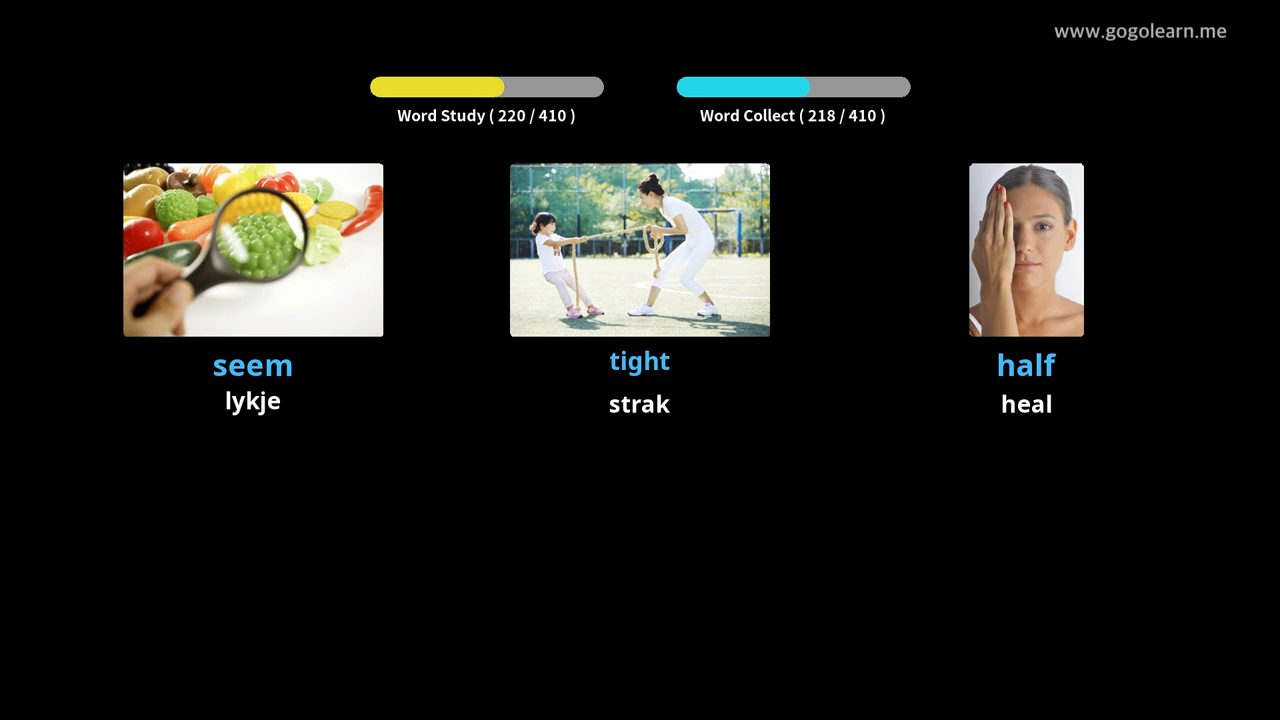 www.gogolearn.me
Word Study ( 220 / 410 )
Word Collect ( 218 / 410 )
seem
lykje
tight
strak
half
heal